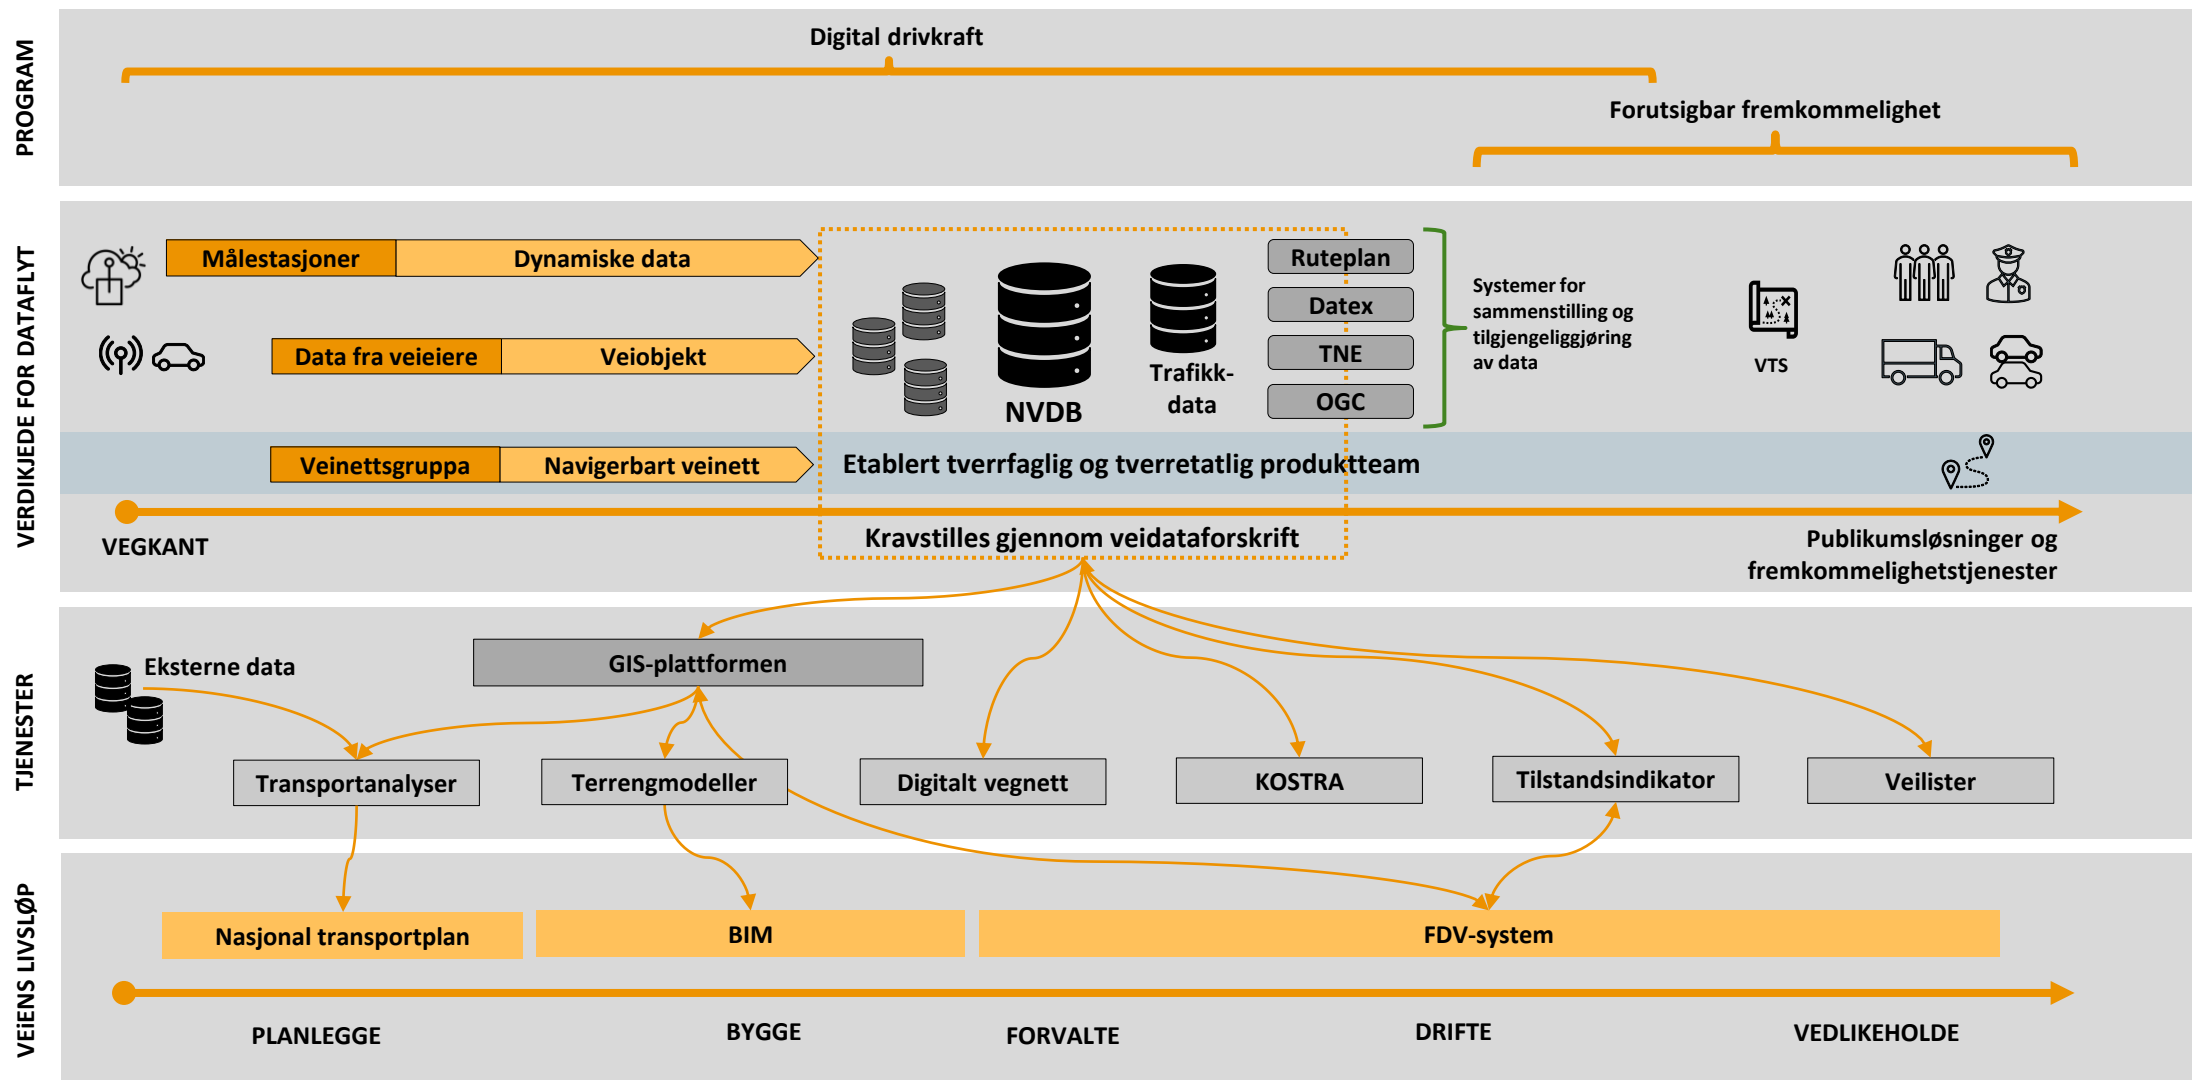 PROGRAM
Digital drivkraft
Forutsigbar fremkommelighet
VERDIKJEDE FOR DATAFLYT
Målestasjoner
Dynamiske data
Data fra veieiere
Veiobjekt
Veinettsgruppa
Navigerbart veinett
NVDB
Trafikk-
data
Ruteplan
Datex
TNE
OGC
Systemer for
sammenstilling og
tilgjengeliggjøring
av data
VTS
Etablert tverrfaglig og tverretatlig produktteam
VEGKANT
Kravstilles gjennom veidataforskrift
Publikumsløsninger og
fremkommelighetstjenester
TJENESTER
Eksterne data
GIS-plattformen
Transportanalyser
Terrengmodeller
Digitalt vegnett
KOSTRA
Tilstandsindikator
Veilister
VEiENS LIVSLØP
Nasjonal transportplan
BIM
FDV-system
PLANLEGGE
BYGGE
FORVALTE
DRIFTE
VEDLIKEHOLDE